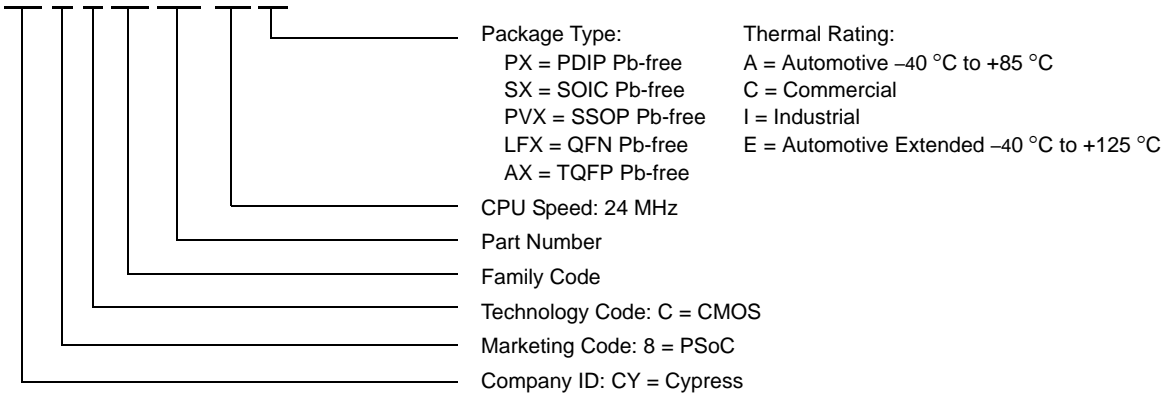 Package Type: Thermal Rating:
PX = PDIP Pb-free A = Automotive –40 °C to +85 °C
SX = SOIC Pb-free C = Commercial
PVX = SSOP Pb-free I = Industrial
LFX = QFN Pb-free E = Automotive Extended –40 °C to +125 °C
AX = TQFP Pb-free
CPU Speed: 24 MHz
Part Number
Family Code
Technology Code: C = CMOS
Marketing Code: 8 = PSoC
Company ID: CY = Cypress